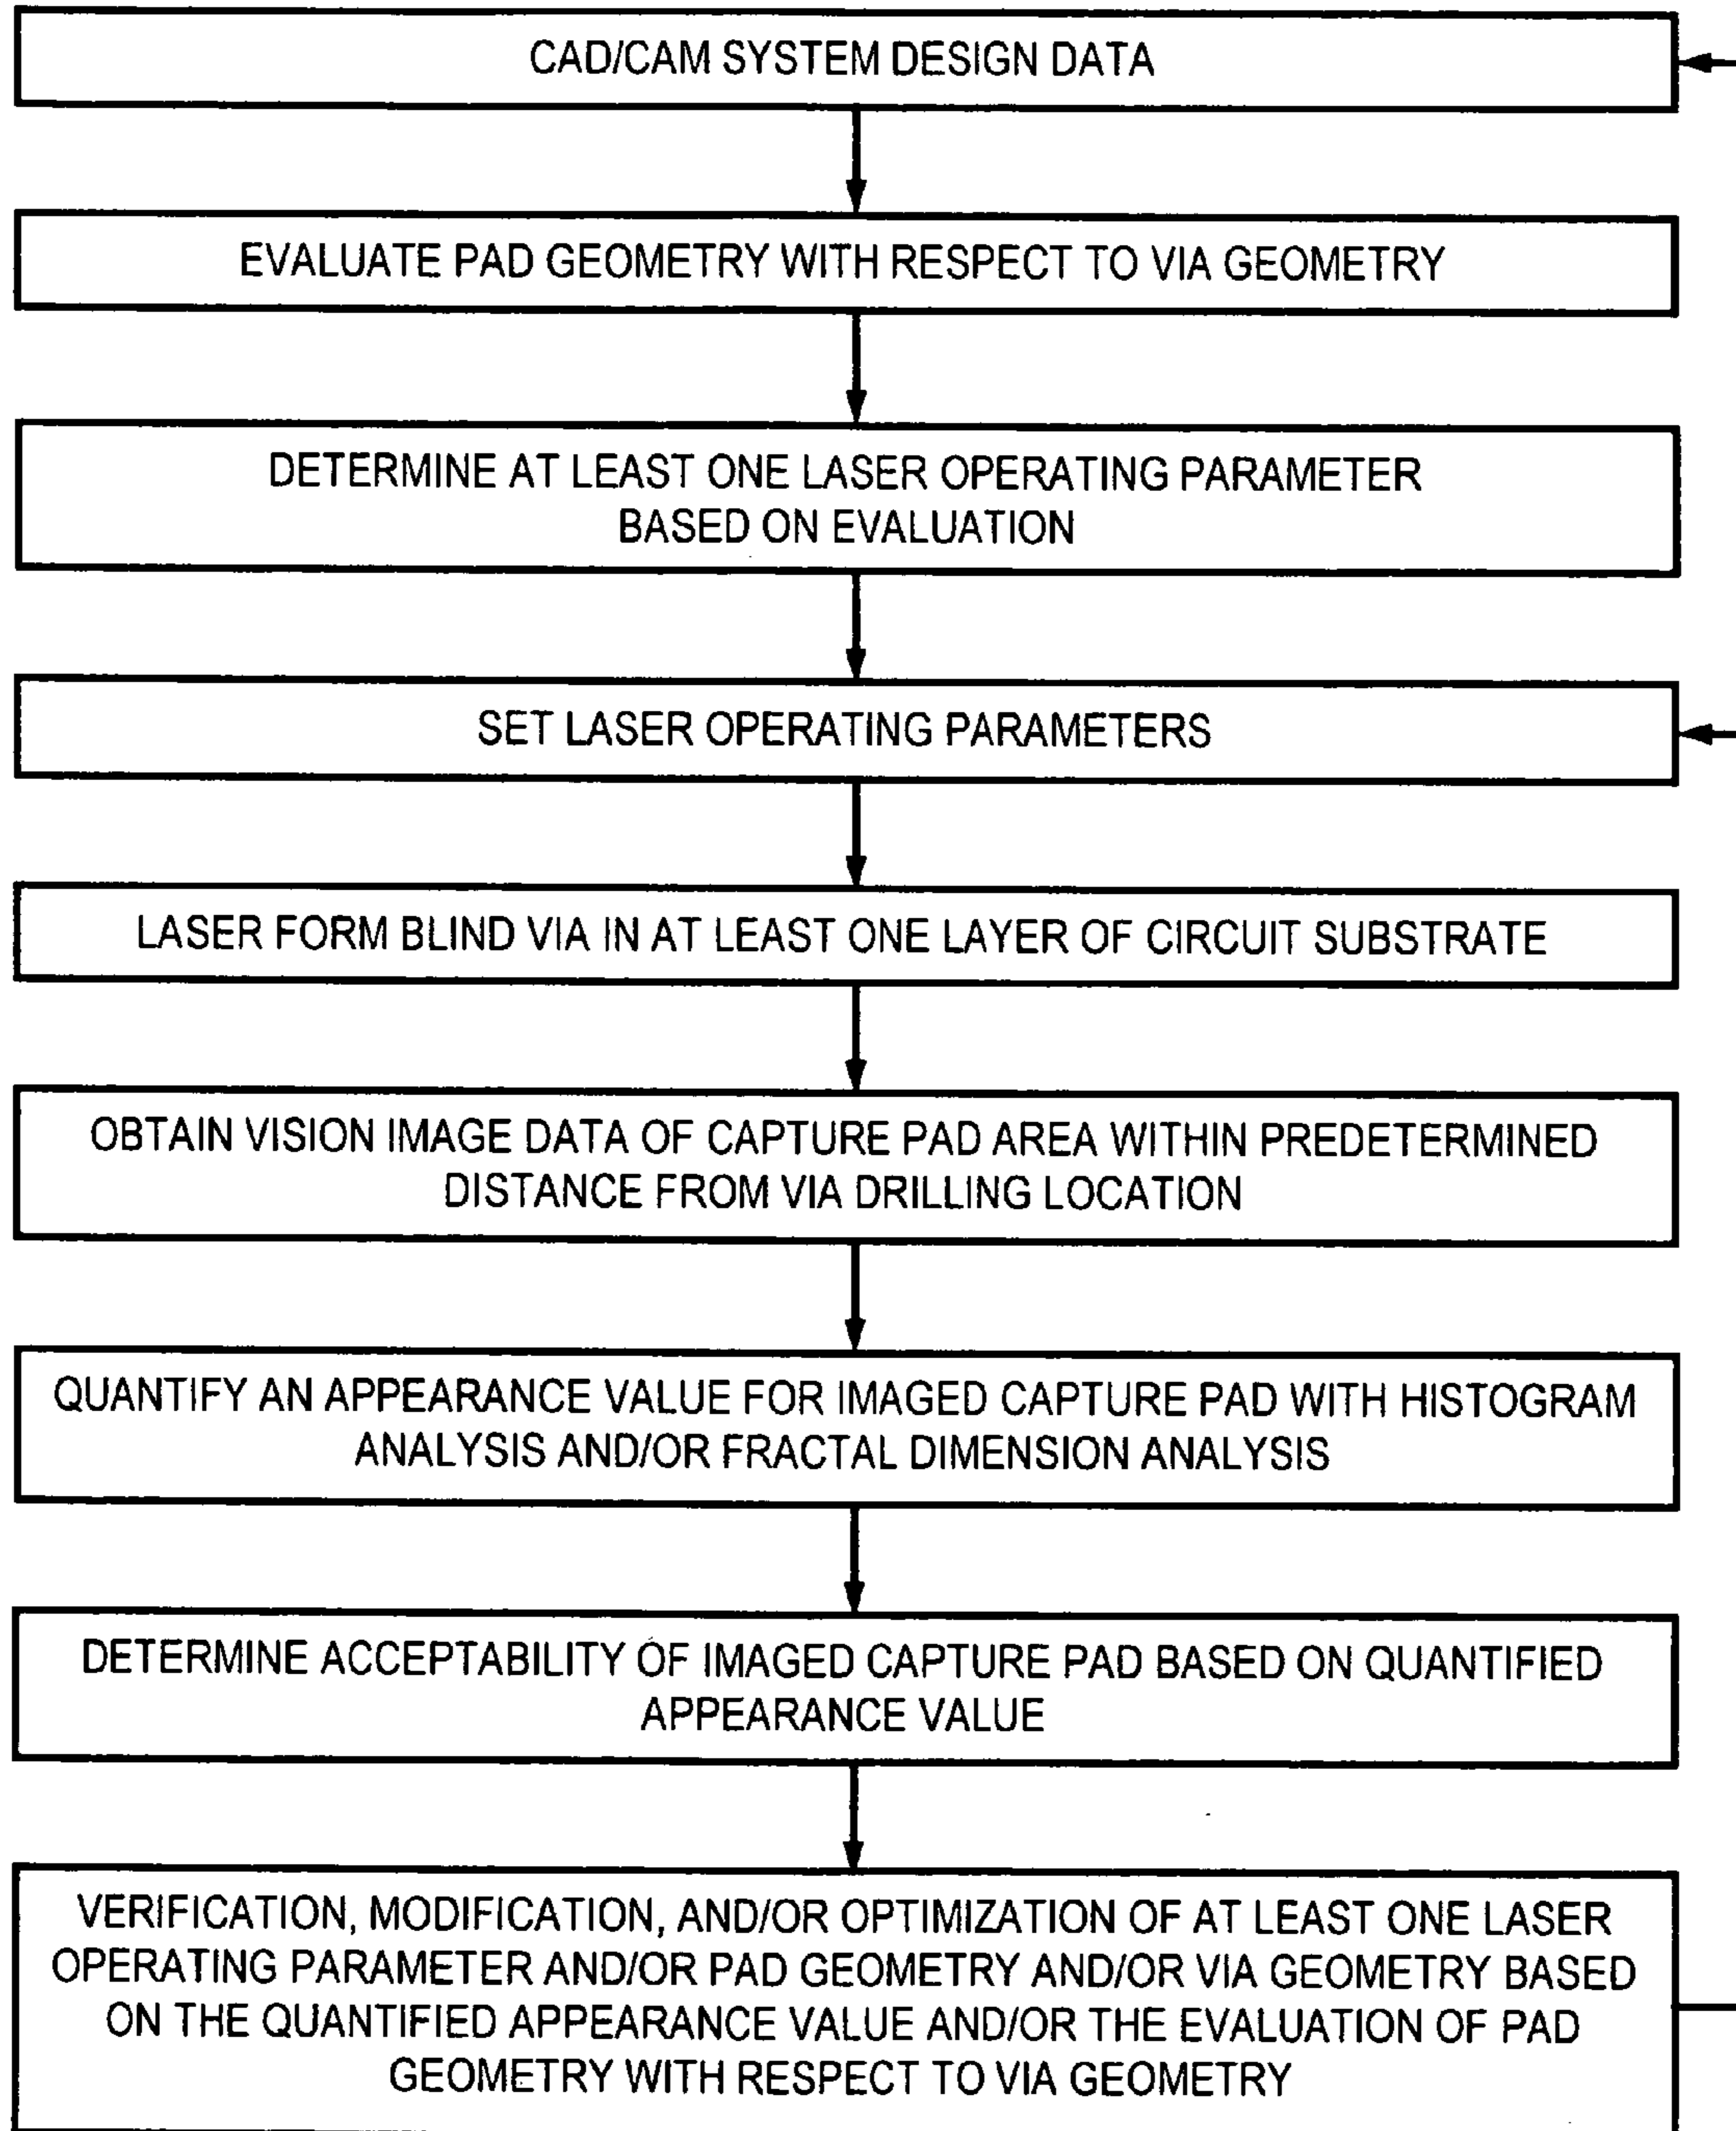 CAD/CAM SYSTEM DESIGN DATA
EVALUATE PAD GEOMETRY WITH RESPECT TO VIA GEOMETRY
DETERMINE AT LEAST ONE LASER OPERATING PARAMETER
BASED ON EVALUATION
SET LASER OPERATING PARAMETERS
LASER FORM BLIND VIA IN AT LEAST ONE LAYER OF CIRCUIT SUBSTRATE
OBTAIN VISION IMAGE DATA OF CAPTURE PAD AREA WITHIN PREDETERMINED
DISTANCE FROM VIA DRILLING LOCATION
QUANTIFY AN APPEARANCE VALUE FOR IMAGED CAPTURE PAD WITH HISTOGRAM
ANALYSIS AND/OR FRACTAL DIMENSION ANALYSIS
DETERMINE ACCEPTABILITY OF IMAGED CAPTURE PAD BASED ON QUANTIFIED
APPEARANCE VALUE
VERIFICATION, MODIFICATION, AND/OR OPTIMIZATION OF AT LEAST ONE LASER
OPERATING PARAMETER AND/OR PAD GEOMETRY AND/OR VIA GEOMETRY BASED
ON THE QUANTIFIED APPEARANCE VALUE AND/OR THE EVALUATION OF PAD
GEOMETRY WITH RESPECT TO VIA GEOMETRY